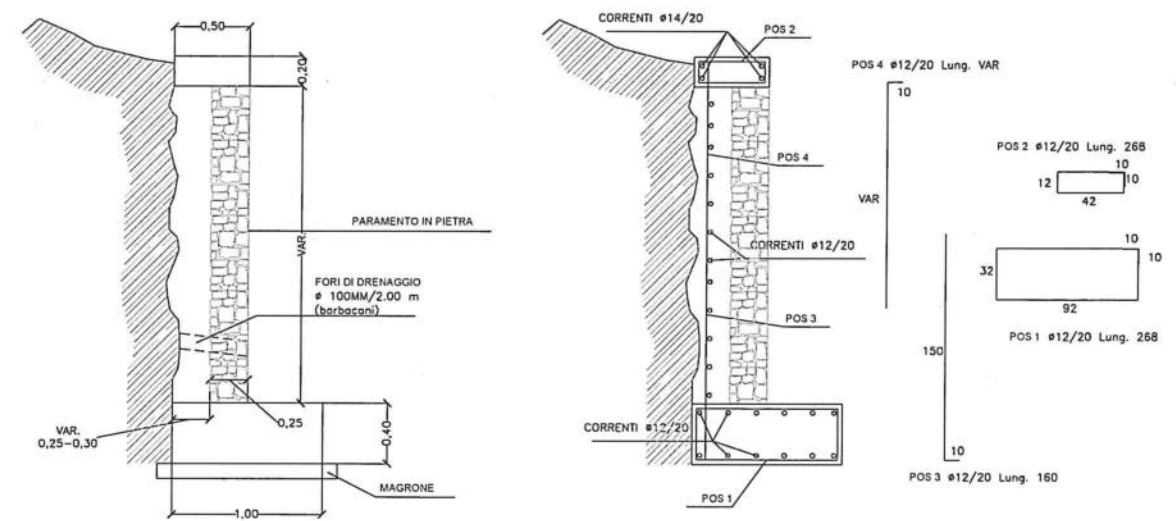 0,50
0,20
VAR.
PARAMENTO IN PIETRA
FORI DI DRENAGGIO
ø 100MM/2.00 m
(barbacani)
0,25
VAR.
0,25-0,30
0,40
MAGRONE
1,00
CORRENTI ø14/20
POS 2
POS 4
CORRENTI ø12/20
POS 3
CORRENTI ø12/20
POS 1
POS 4 ø12/20 Lung. VAR
10
VAR
POS 2 ø12/20 Lung. 268
10
12
10
42
10
32
10
92
POS 1 ø12/20 Lung. 268
150
10
POS 3 ø12/20 Lung. 160